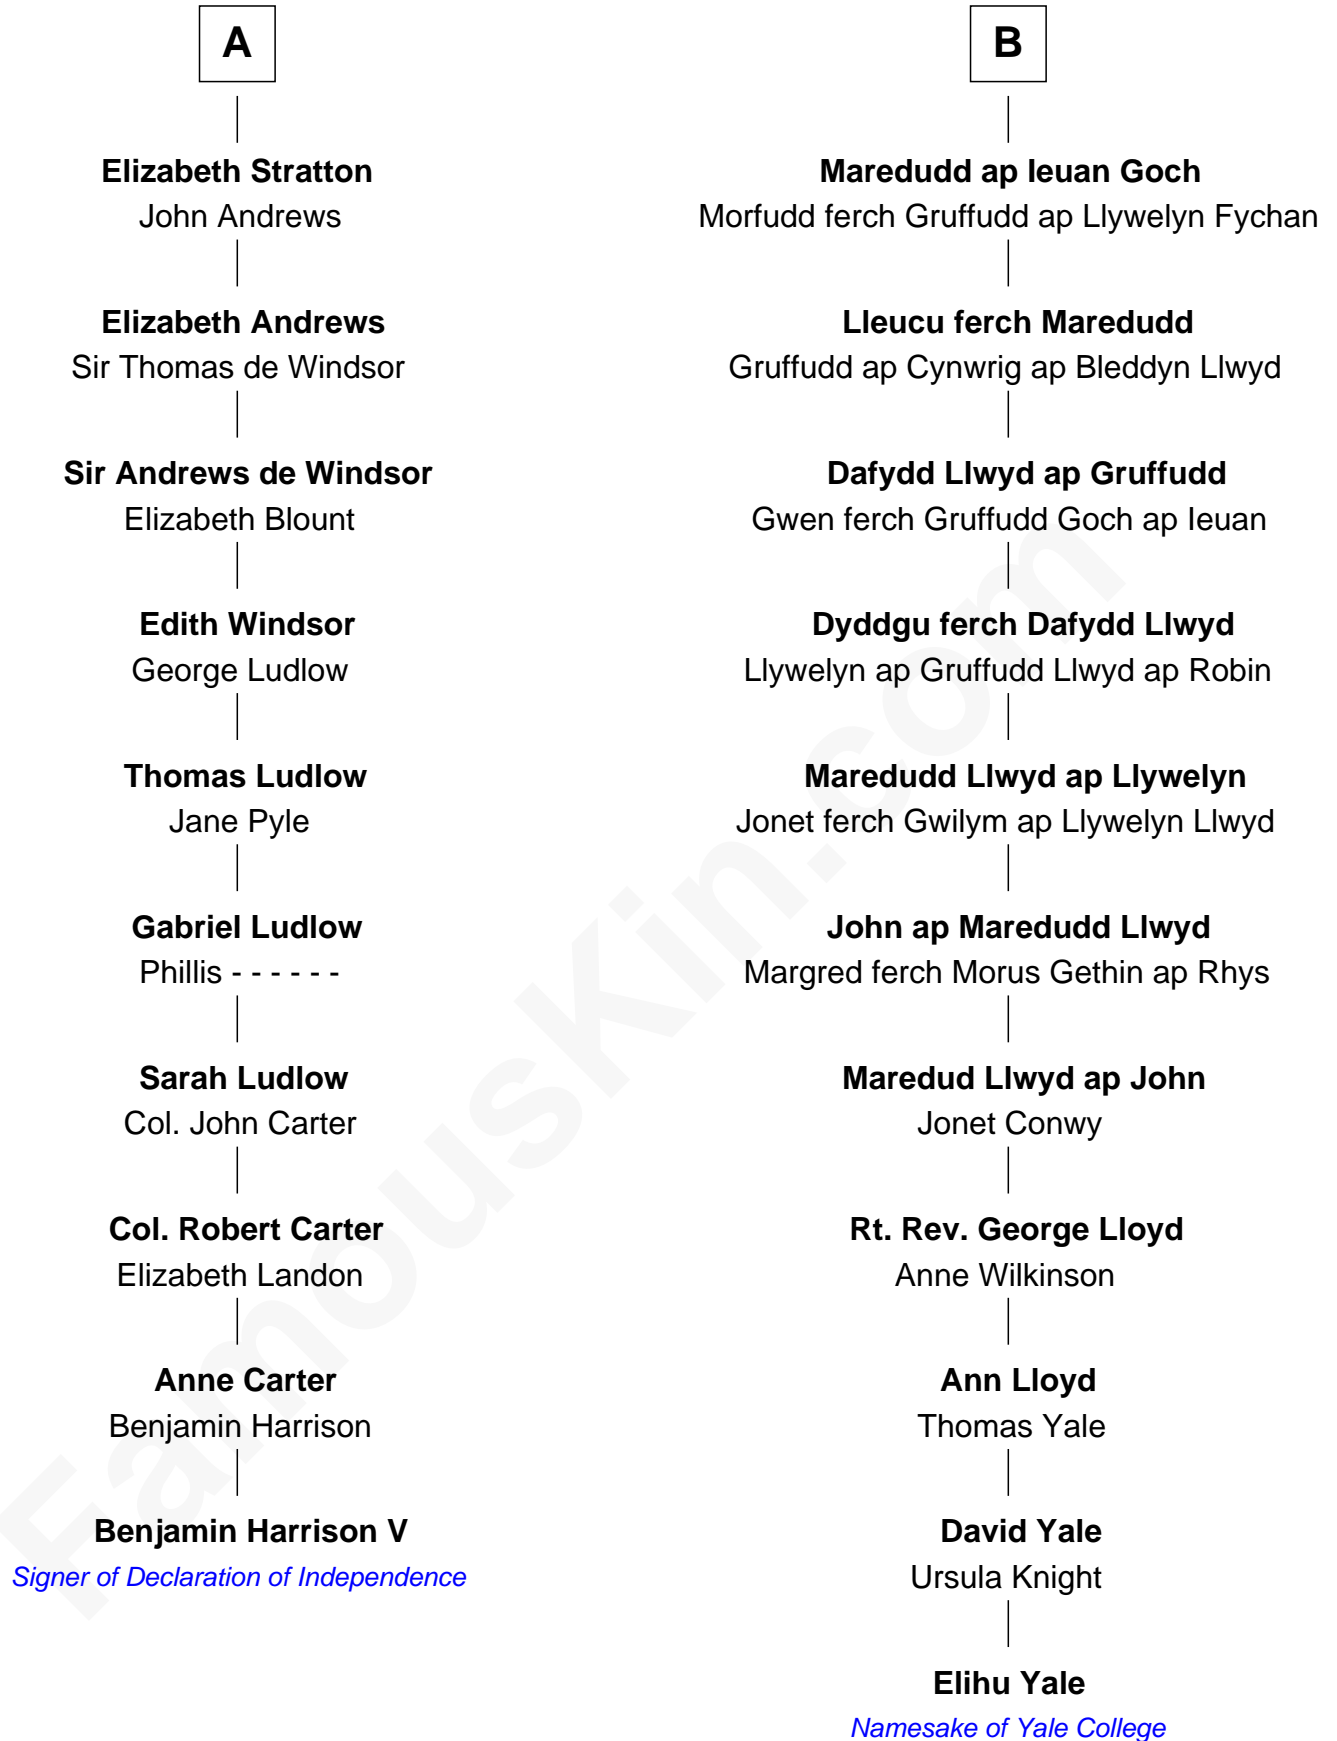 A
Elizabeth Stratton
John Andrews
Elizabeth Andrews
Sir Thomas de Windsor
Sir Andrews de Windsor
Elizabeth Blount
Edith Windsor
George Ludlow
Thomas Ludlow
Jane Pyle
Gabriel Ludlow
Phillis - - - - - -
Sarah Ludlow
Col. John Carter
Col. Robert Carter
Elizabeth Landon
Anne Carter
Benjamin Harrison
Benjamin Harrison V
Signer of Declaration of Independence
B
Maredudd ap Ieuan Goch
Morfudd ferch Gruffudd ap Llywelyn Fychan
Lleucu ferch Maredudd
Gruffudd ap Cynwrig ap Bleddyn Llwyd
Dafydd Llwyd ap Gruffudd
Gwen ferch Gruffudd Goch ap Ieuan
Dyddgu ferch Dafydd Llwyd
Llywelyn ap Gruffudd Llwyd ap Robin
Maredudd Llwyd ap Llywelyn
Jonet ferch Gwilym ap Llywelyn Llwyd
John ap Maredudd Llwyd
Margred ferch Morus Gethin ap Rhys
Maredud Llwyd ap John
Jonet Conwy
Rt. Rev. George Lloyd
Anne Wilkinson
Ann Lloyd
Thomas Yale
David Yale
Ursula Knight
Elihu Yale
Namesake of Yale College
FamousKin.com